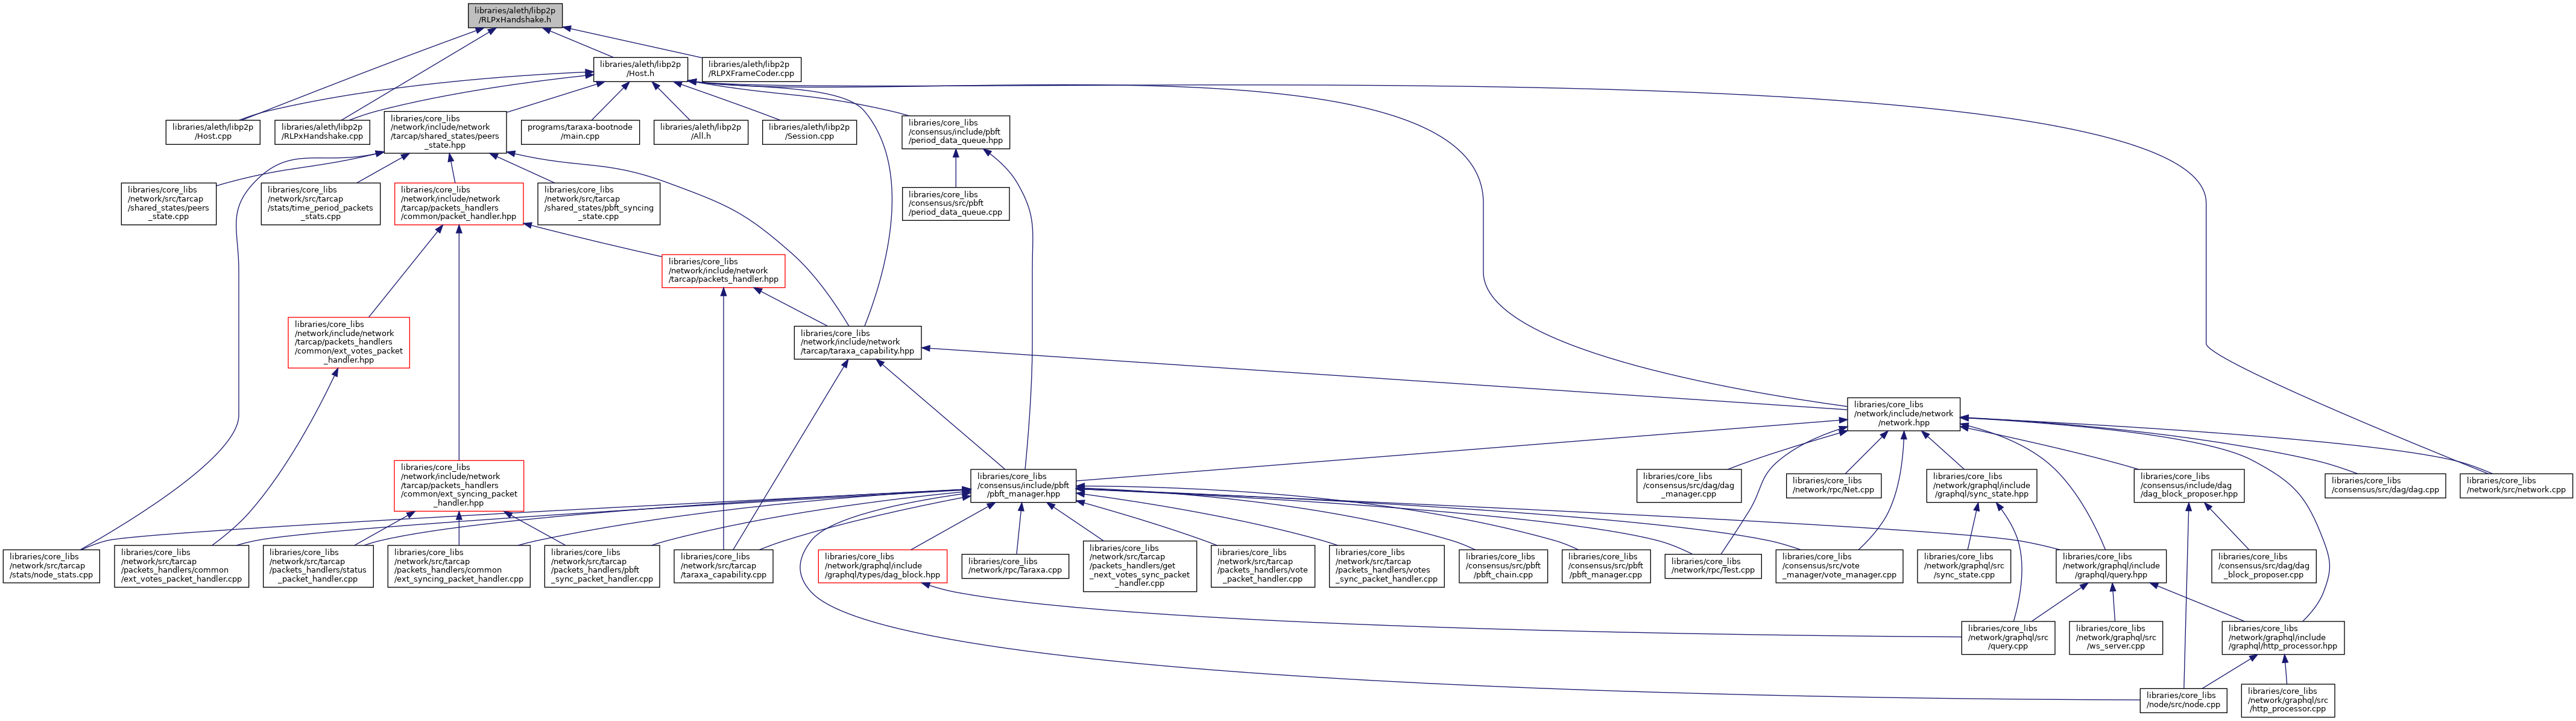 libraries/aleth/libp2p
/RLPxHandshake.h
libraries/aleth/libp2p
/Host.h
libraries/aleth/libp2p
/RLPXFrameCoder.cpp
libraries/aleth/libp2p
/Host.cpp
libraries/aleth/libp2p
/RLPxHandshake.cpp
libraries/core_libs
/network/include/network
/tarcap/shared_states/peers
_state.hpp
programs/taraxa-bootnode
/main.cpp
libraries/aleth/libp2p
/All.h
libraries/aleth/libp2p
/Session.cpp
libraries/core_libs
/consensus/include/pbft
/period_data_queue.hpp
libraries/core_libs
/network/src/tarcap
/shared_states/peers
_state.cpp
libraries/core_libs
/network/src/tarcap
/stats/time_period_packets
_stats.cpp
libraries/core_libs
/network/include/network
/tarcap/packets_handlers
/common/packet_handler.hpp
libraries/core_libs
/network/src/tarcap
/shared_states/pbft_syncing
_state.cpp
libraries/core_libs
/consensus/src/pbft
/period_data_queue.cpp
libraries/core_libs
/network/include/network
/tarcap/packets_handler.hpp
libraries/core_libs
/network/include/network
/tarcap/packets_handlers
/common/ext_votes_packet
_handler.hpp
libraries/core_libs
/network/include/network
/tarcap/taraxa_capability.hpp
libraries/core_libs
/network/include/network
/network.hpp
libraries/core_libs
/network/include/network
/tarcap/packets_handlers
/common/ext_syncing_packet
_handler.hpp
libraries/core_libs
/consensus/include/pbft
/pbft_manager.hpp
libraries/core_libs
/consensus/src/dag/dag
_manager.cpp
libraries/core_libs
/network/rpc/Net.cpp
libraries/core_libs
/network/graphql/include
/graphql/sync_state.hpp
libraries/core_libs
/consensus/include/dag
/dag_block_proposer.hpp
libraries/core_libs
/consensus/src/dag/dag.cpp
libraries/core_libs
/network/src/network.cpp
libraries/core_libs
/network/src/tarcap
/stats/node_stats.cpp
libraries/core_libs
/network/src/tarcap
/packets_handlers/common
/ext_votes_packet_handler.cpp
libraries/core_libs
/network/src/tarcap
/packets_handlers/status
_packet_handler.cpp
libraries/core_libs
/network/src/tarcap
/packets_handlers/common
/ext_syncing_packet_handler.cpp
libraries/core_libs
/network/src/tarcap
/packets_handlers/pbft
_sync_packet_handler.cpp
libraries/core_libs
/network/src/tarcap
/taraxa_capability.cpp
libraries/core_libs
/network/graphql/include
/graphql/types/dag_block.hpp
libraries/core_libs
/network/rpc/Taraxa.cpp
libraries/core_libs
/network/src/tarcap
/packets_handlers/get
_next_votes_sync_packet
_handler.cpp
libraries/core_libs
/network/src/tarcap
/packets_handlers/vote
_packet_handler.cpp
libraries/core_libs
/network/src/tarcap
/packets_handlers/votes
_sync_packet_handler.cpp
libraries/core_libs
/consensus/src/pbft
/pbft_chain.cpp
libraries/core_libs
/consensus/src/pbft
/pbft_manager.cpp
libraries/core_libs
/network/rpc/Test.cpp
libraries/core_libs
/consensus/src/vote
_manager/vote_manager.cpp
libraries/core_libs
/network/graphql/src
/sync_state.cpp
libraries/core_libs
/network/graphql/include
/graphql/query.hpp
libraries/core_libs
/consensus/src/dag/dag
_block_proposer.cpp
libraries/core_libs
/network/graphql/src
/query.cpp
libraries/core_libs
/network/graphql/src
/ws_server.cpp
libraries/core_libs
/network/graphql/include
/graphql/http_processor.hpp
libraries/core_libs
/node/src/node.cpp
libraries/core_libs
/network/graphql/src
/http_processor.cpp